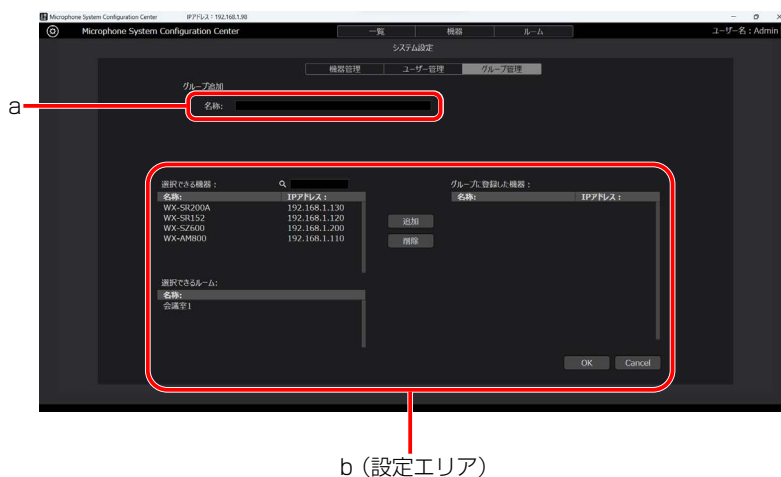 Microphone System Configuration Center IPアドレス：192.168.1.98
Microphone System Configuration Center 一覧 機器 ルーム ユーザー名：Admin
システム設定
機器管理 ユーザー管理 グループ管理
グループ追加
a 名称:
選択できる機器： グループに登録した機器：
名称: IPアドレス： 名称: IPアドレス：
WX-SR200A 192.168.1.130
WX-SR152 192.168.1.120 追加
WX-SZ600 192.168.1.200
WX-AM800 192.168.1.110 削除
選択できるルーム:
名称:
会議室1
OK Cancel
b（設定エリア）